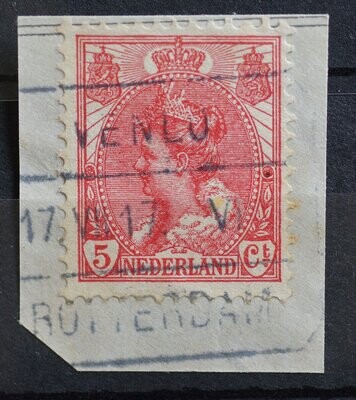 VENLO
17.VII.17. V
5 NEDERLAND Ct
ROTTERDAM